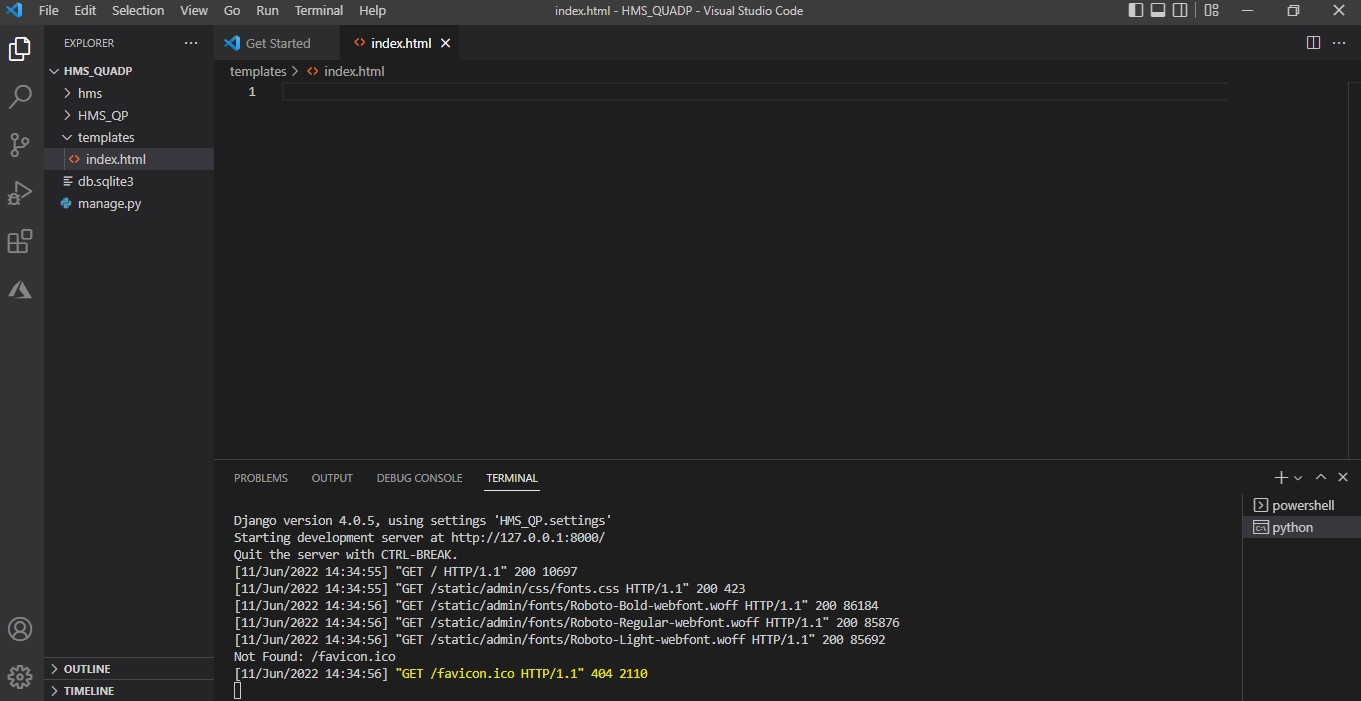 File Edit Selection View Go Run Terminal Help index.html - HMS_QUADP - Visual Studio Code
EXPLORER
Get Started
index.html
HMS_QUADP
templates > index.html
1
hms
HMS_QP
templates
index.html
db.sqlite3
manage.py
PROBLEMS OUTPUT DEBUG CONSOLE TERMINAL
powershell
python
Django version 4.0.5, using settings 'HMS_QP.settings'
Starting development server at http://127.0.0.1:8000/
Quit the server with CTRL-BREAK.
[11/Jun/2022 14:34:55] "GET / HTTP/1.1" 200 10697
[11/Jun/2022 14:34:55] "GET /static/admin/css/fonts.css HTTP/1.1" 200 423
[11/Jun/2022 14:34:56] "GET /static/admin/fonts/Roboto-Bold-webfont.woff HTTP/1.1" 200 86184
[11/Jun/2022 14:34:56] "GET /static/admin/fonts/Roboto-Regular-webfont.woff HTTP/1.1" 200 85876
[11/Jun/2022 14:34:56] "GET /static/admin/fonts/Roboto-Light-webfont.woff HTTP/1.1" 200 85692
Not Found: /favicon.ico
[11/Jun/2022 14:34:56] "GET /favicon.ico HTTP/1.1" 404 2110
OUTLINE
TIMELINE